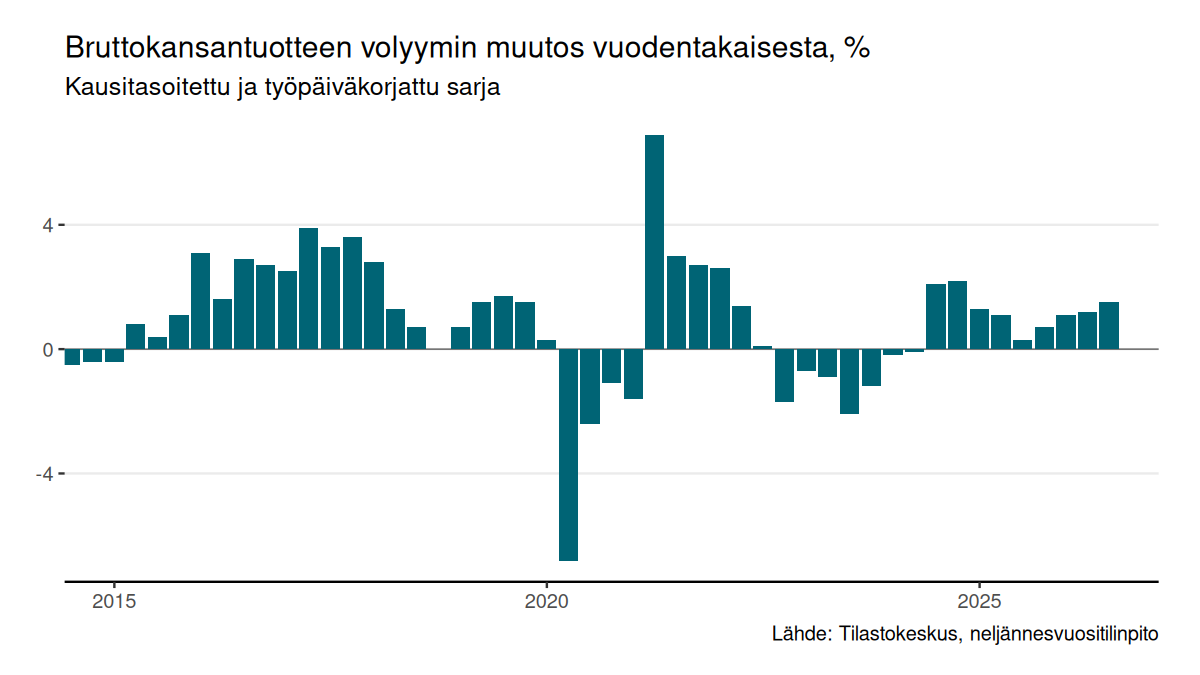 Bruttokansantuotteen volyymin muutos vuodentakaisesta, %
Kausitasoitettu ja työpäiväkorjattu sarja
4
0
-4
2015
2020
2025
Lähde: Tilastokeskus, neljännesvuositilinpito